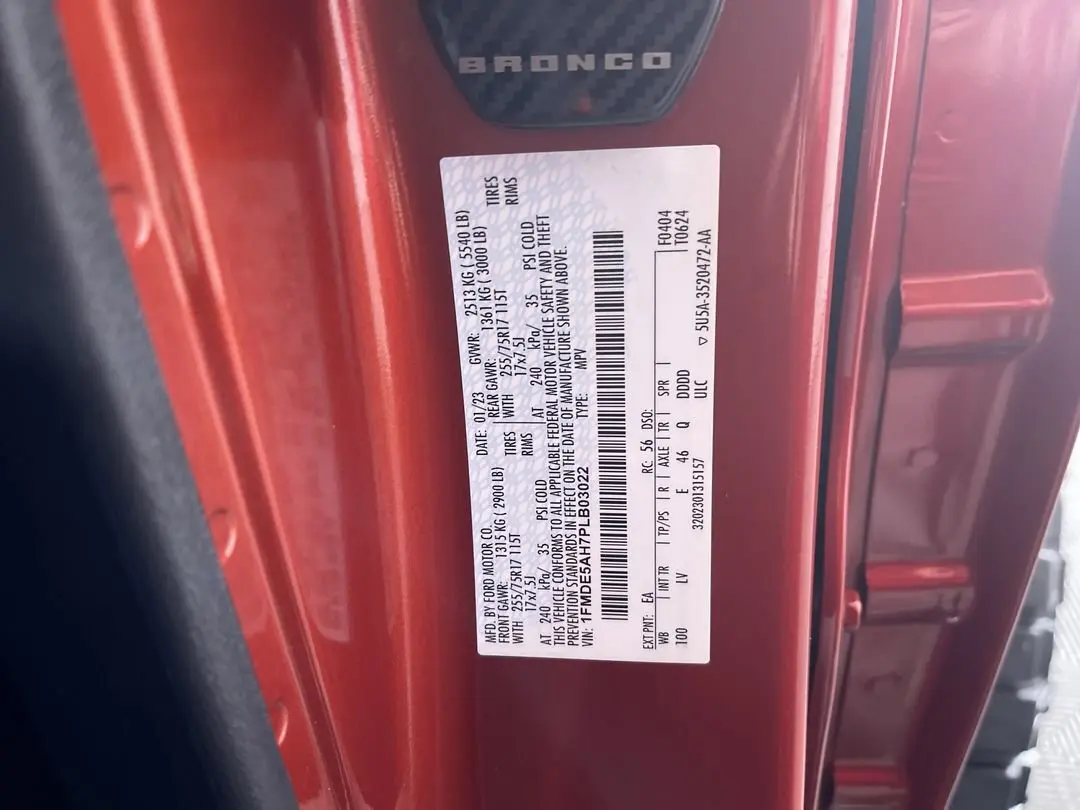 BRONCO
MFD. BY FORD MOTOR CO.
DATE: 01/23 GVWR: 2513 KG ( 5540 LB)
FRONT GAWR: 1315 KG ( 2900 LB)
REAR GAWR: 1361 KG ( 3000 LB)
WITH 255/75R17 115T TIRES
WITH 255/75R17 115T TIRES
17x7.5J RIMS
17x7.5J RIMS
AT 240 kPa/ 35 PSI COLD
AT 240 kPa/ 35 PSI COLD
THIS VEHICLE CONFORMS TO ALL APPLICABLE FEDERAL MOTOR VEHICLE SAFETY AND THEFT
PREVENTION STANDARDS IN EFFECT ON THE DATE OF MANUFACTURE SHOWN ABOVE.
VIN: 1FMDE5AH7PLB03022 TYPE: MPV
EXT PNT: EA RC: 56 DSO: F0404
WB INT TR TP/PS R AXLE TR SPR T0624
100 LV E 46 Q DDDD
3202301315157 ULC ▽ 5U5A-3520472-AA